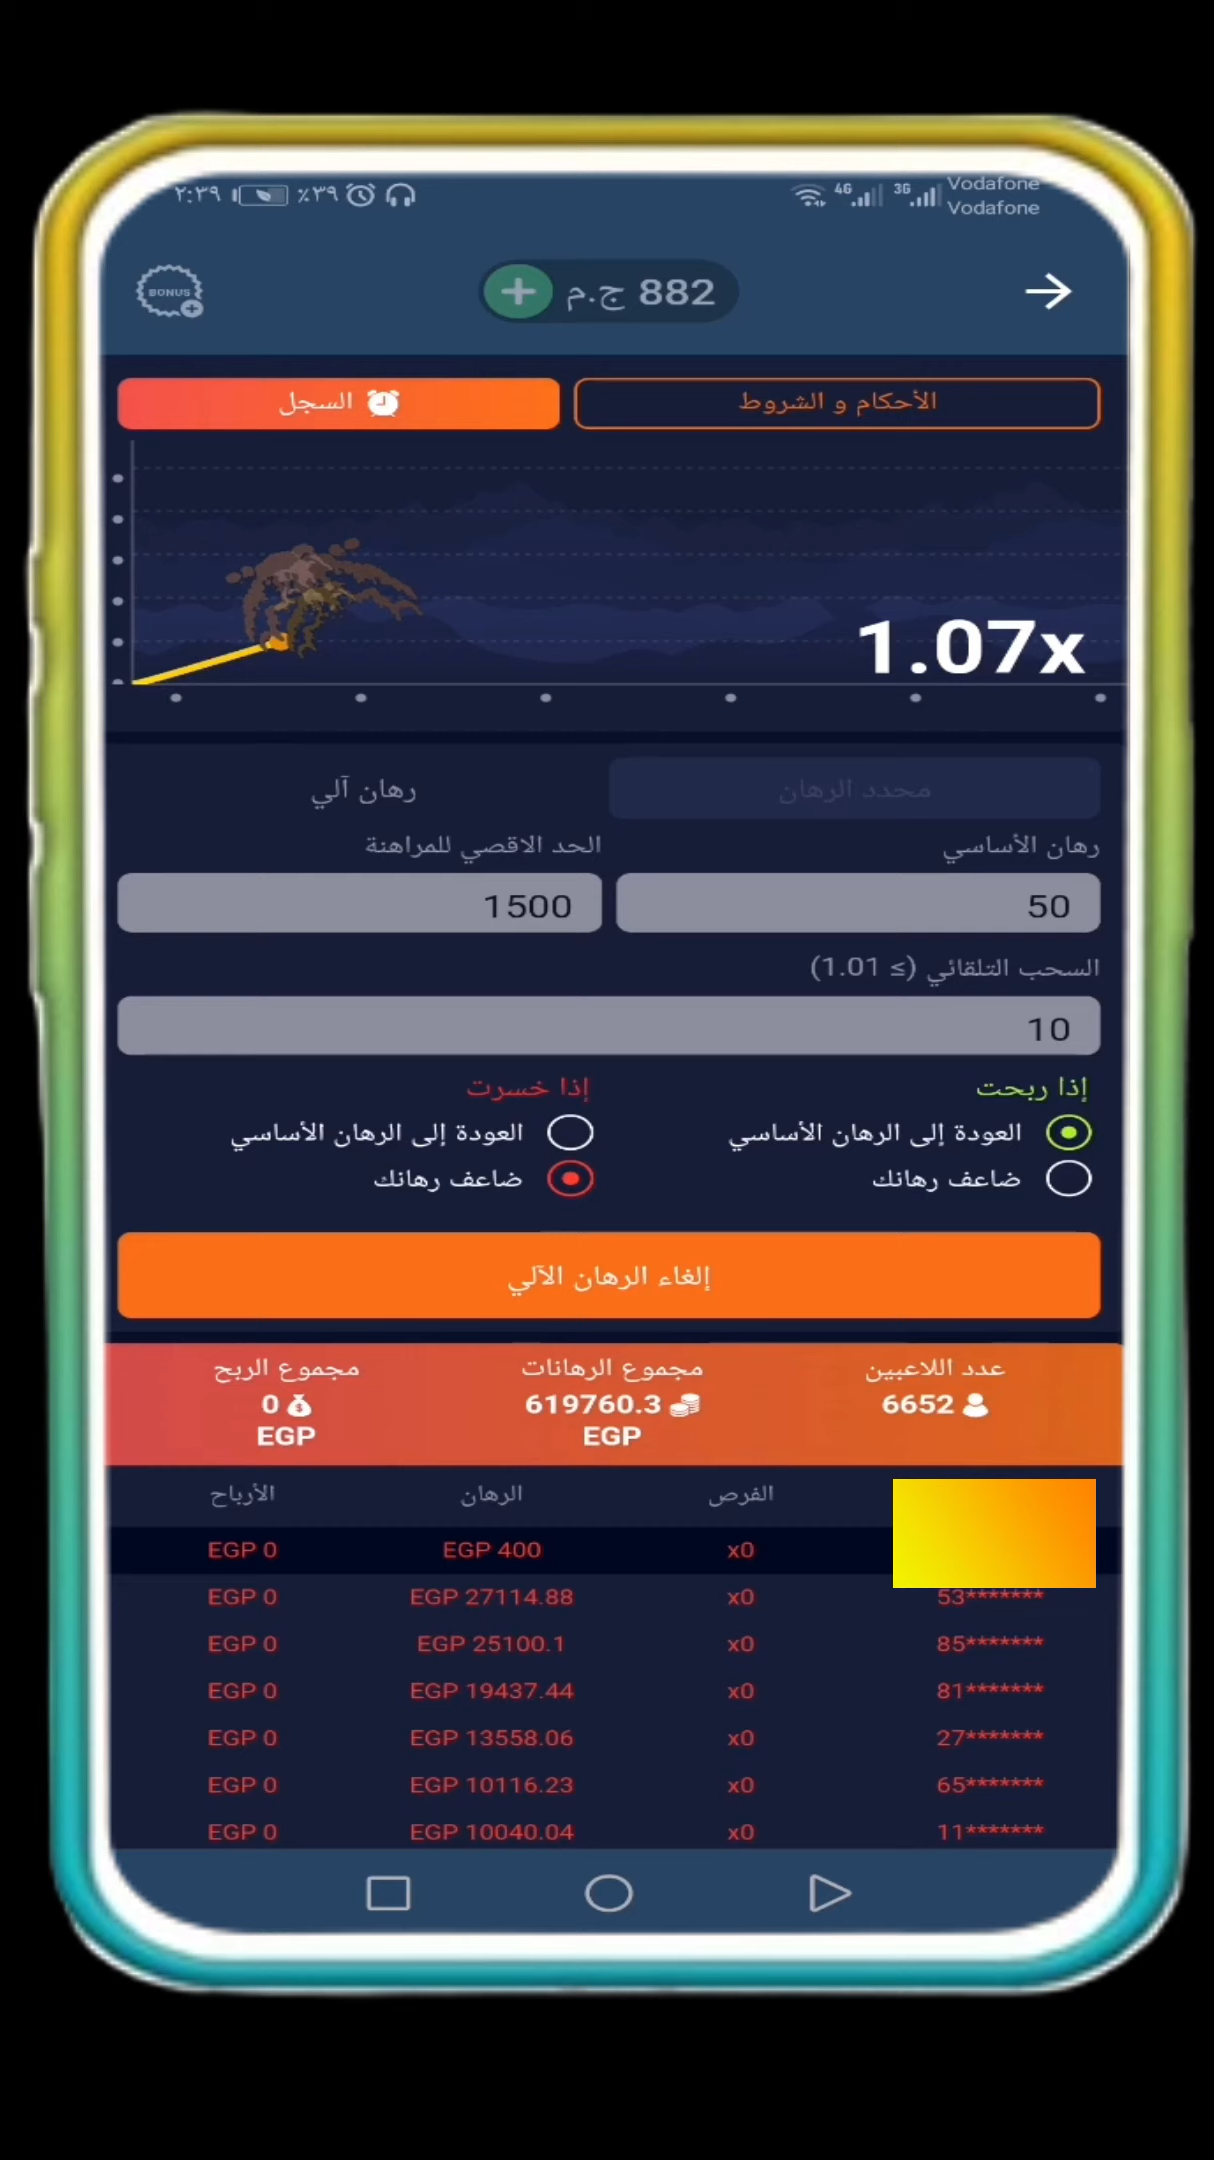 ٢:٣٩ ٪٣٩ 4G 3G Vodafone
Vodafone
BONUS 882 ج.م
الأحكام و الشروط السجل
1.07x
محدد الرهان رهان آلي
رهان الأساسي الحد الاقصي للمراهنة
50 1500
السحب التلقائي (≥ 1.01)
10
إذا ربحت إذا خسرت
العودة إلى الرهان الأساسي العودة إلى الرهان الأساسي
ضاعف رهانك ضاعف رهانك
إلغاء الرهان الآلي
عدد اللاعبين مجموع الرهانات مجموع الربح
6652 619760.3 0
EGP EGP
الفرص الرهان الأرباح
x0 EGP 400 EGP 0
53******* x0 EGP 27114.88 EGP 0
85******* x0 EGP 25100.1 EGP 0
81******* x0 EGP 19437.44 EGP 0
27******* x0 EGP 13558.06 EGP 0
65******* x0 EGP 10116.23 EGP 0
11******* x0 EGP 10040.04 EGP 0